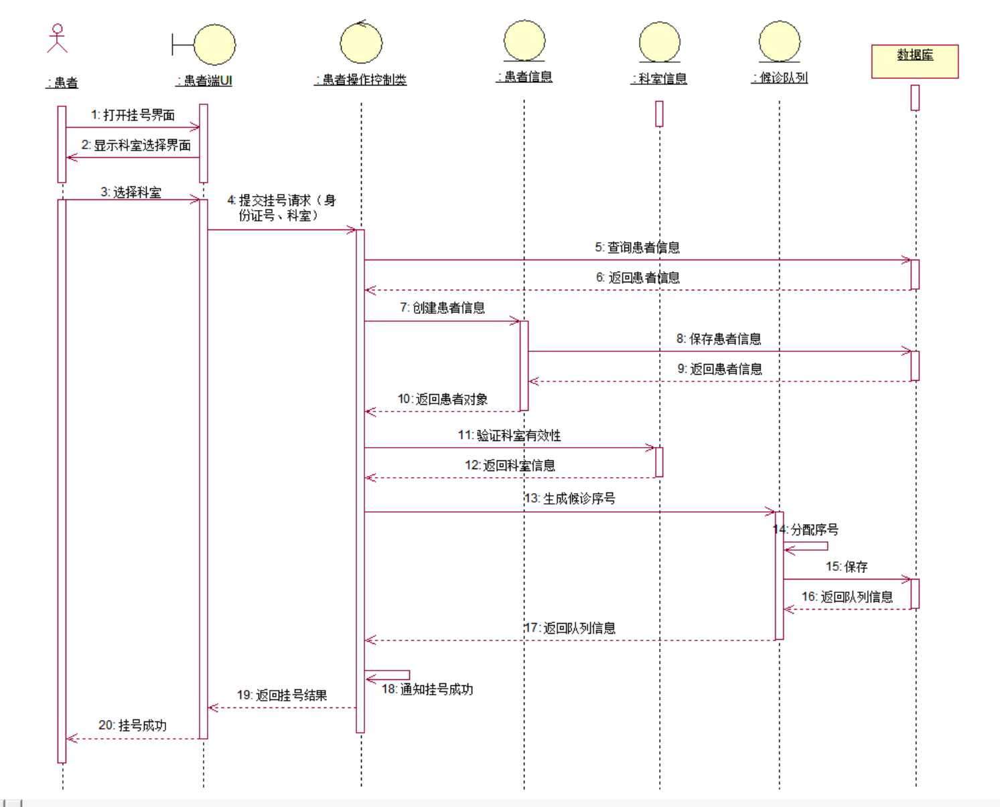 : 患者
: 患者端UI
: 患者操作控制类
: 患者信息
: 科室信息
: 候诊队列
数据库
1: 打开挂号界面
2: 显示科室选择界面
3: 选择科室
4: 提交挂号请求（身
份证号、科室）
5: 查询患者信息
6: 返回患者信息
7: 创建患者信息
8: 保存患者信息
9: 返回患者信息
10: 返回患者对象
11: 验证科室有效性
12: 返回科室信息
13: 生成候诊序号
14: 分配序号
15: 保存
16: 返回队列信息
17: 返回队列信息
18: 通知挂号成功
19: 返回挂号结果
20: 挂号成功